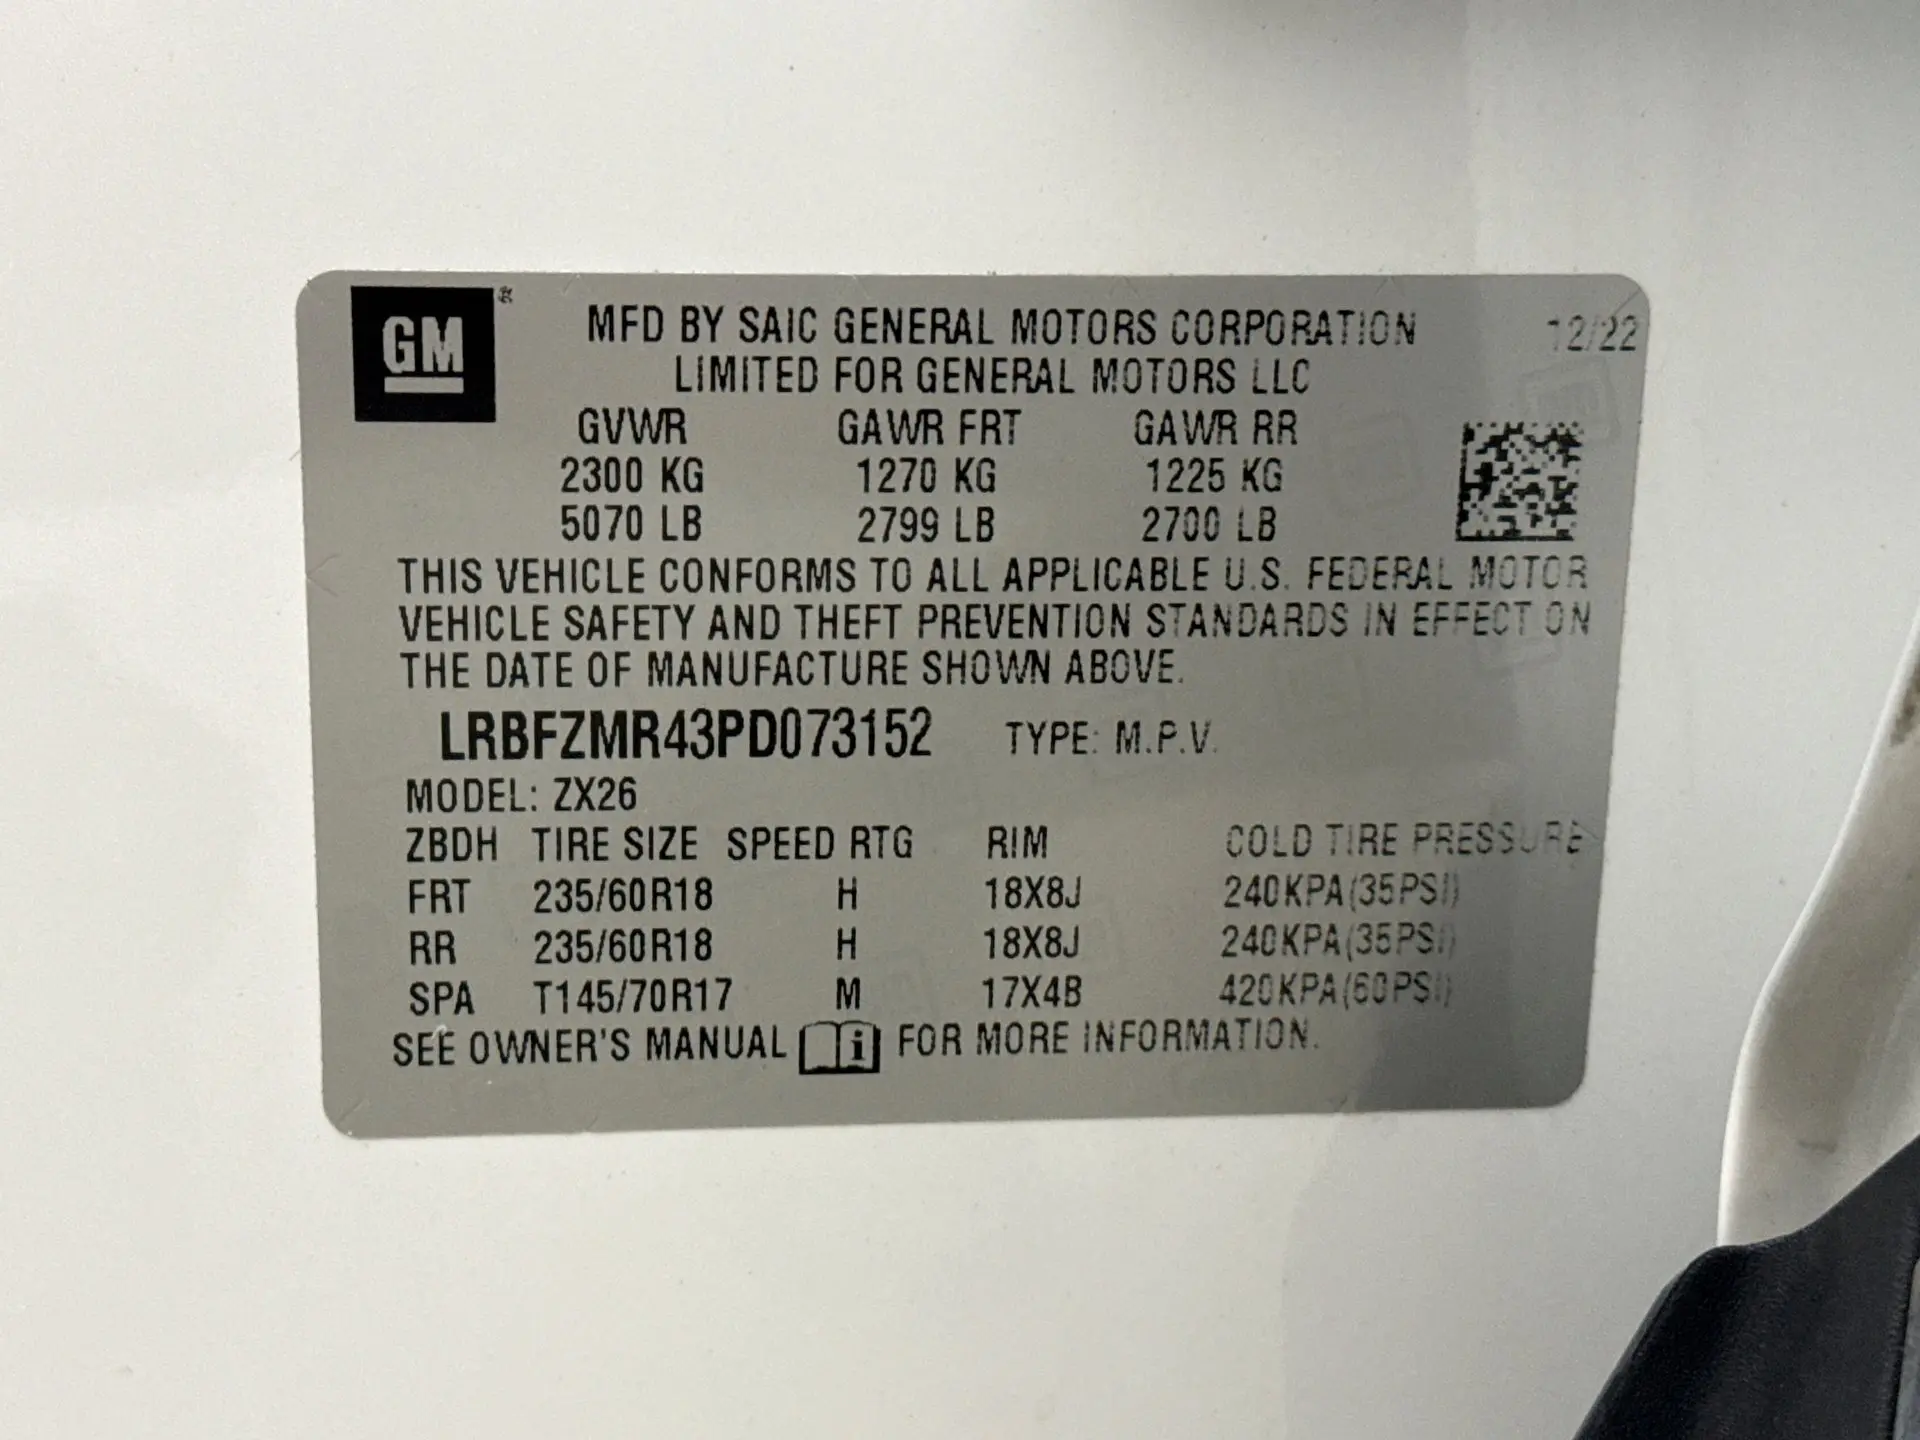 GM ®
MFD BY SAIC GENERAL MOTORS CORPORATION 12/22
LIMITED FOR GENERAL MOTORS LLC
GVWR GAWR FRT GAWR RR
2300 KG 1270 KG 1225 KG
5070 LB 2799 LB 2700 LB
THIS VEHICLE CONFORMS TO ALL APPLICABLE U.S. FEDERAL MOTOR
VEHICLE SAFETY AND THEFT PREVENTION STANDARDS IN EFFECT ON
THE DATE OF MANUFACTURE SHOWN ABOVE.
LRBFZMR43PD073152 TYPE: M.P.V.
MODEL: ZX26
ZBDH TIRE SIZE SPEED RTG RIM COLD TIRE PRESSURE
FRT 235/60R18 H 18X8J 240KPA(35PSI)
RR 235/60R18 H 18X8J 240KPA(35PSI)
SPA T145/70R17 M 17X4B 420KPA(60PSI)
SEE OWNER'S MANUAL i FOR MORE INFORMATION.